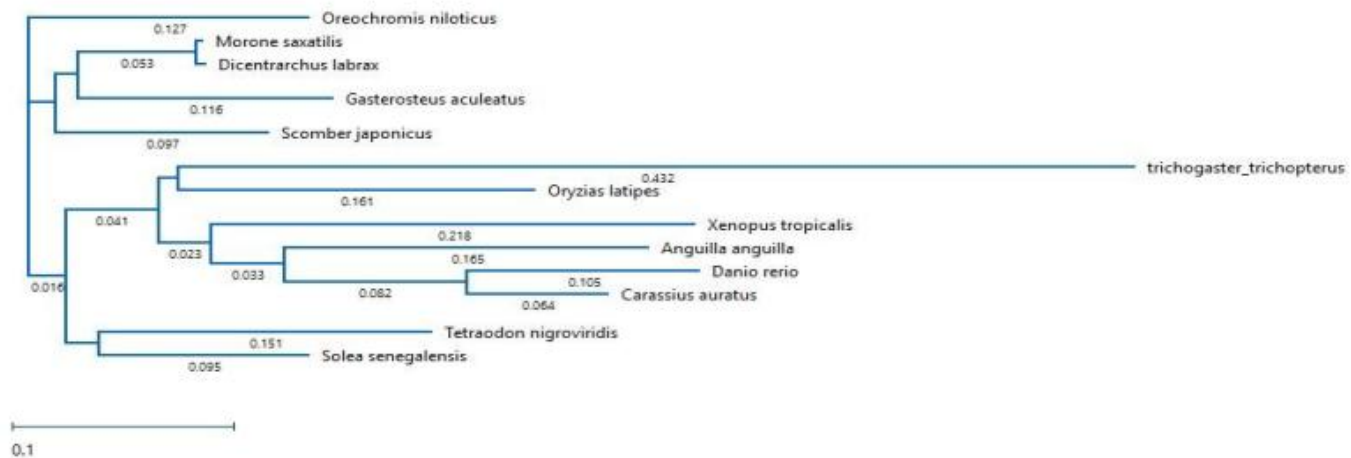 Oreochromis niloticus
0.127
Morone saxatilis
0.053
Dicentrarchus labrax
Gasterosteus aculeatus
0.116
Scomber japonicus
0.097
trichogaster_trichopterus
0.432
Oryzias latipes
0.161
0.041
Xenopus tropicalis
0.218
0.023
Anguilla anguilla
0.165
0.033
Danio rerio
0.105
0.082
Carassius auratus
0.064
0.016
Tetraodon nigroviridis
0.151
Solea senegalensis
0.095
0.1